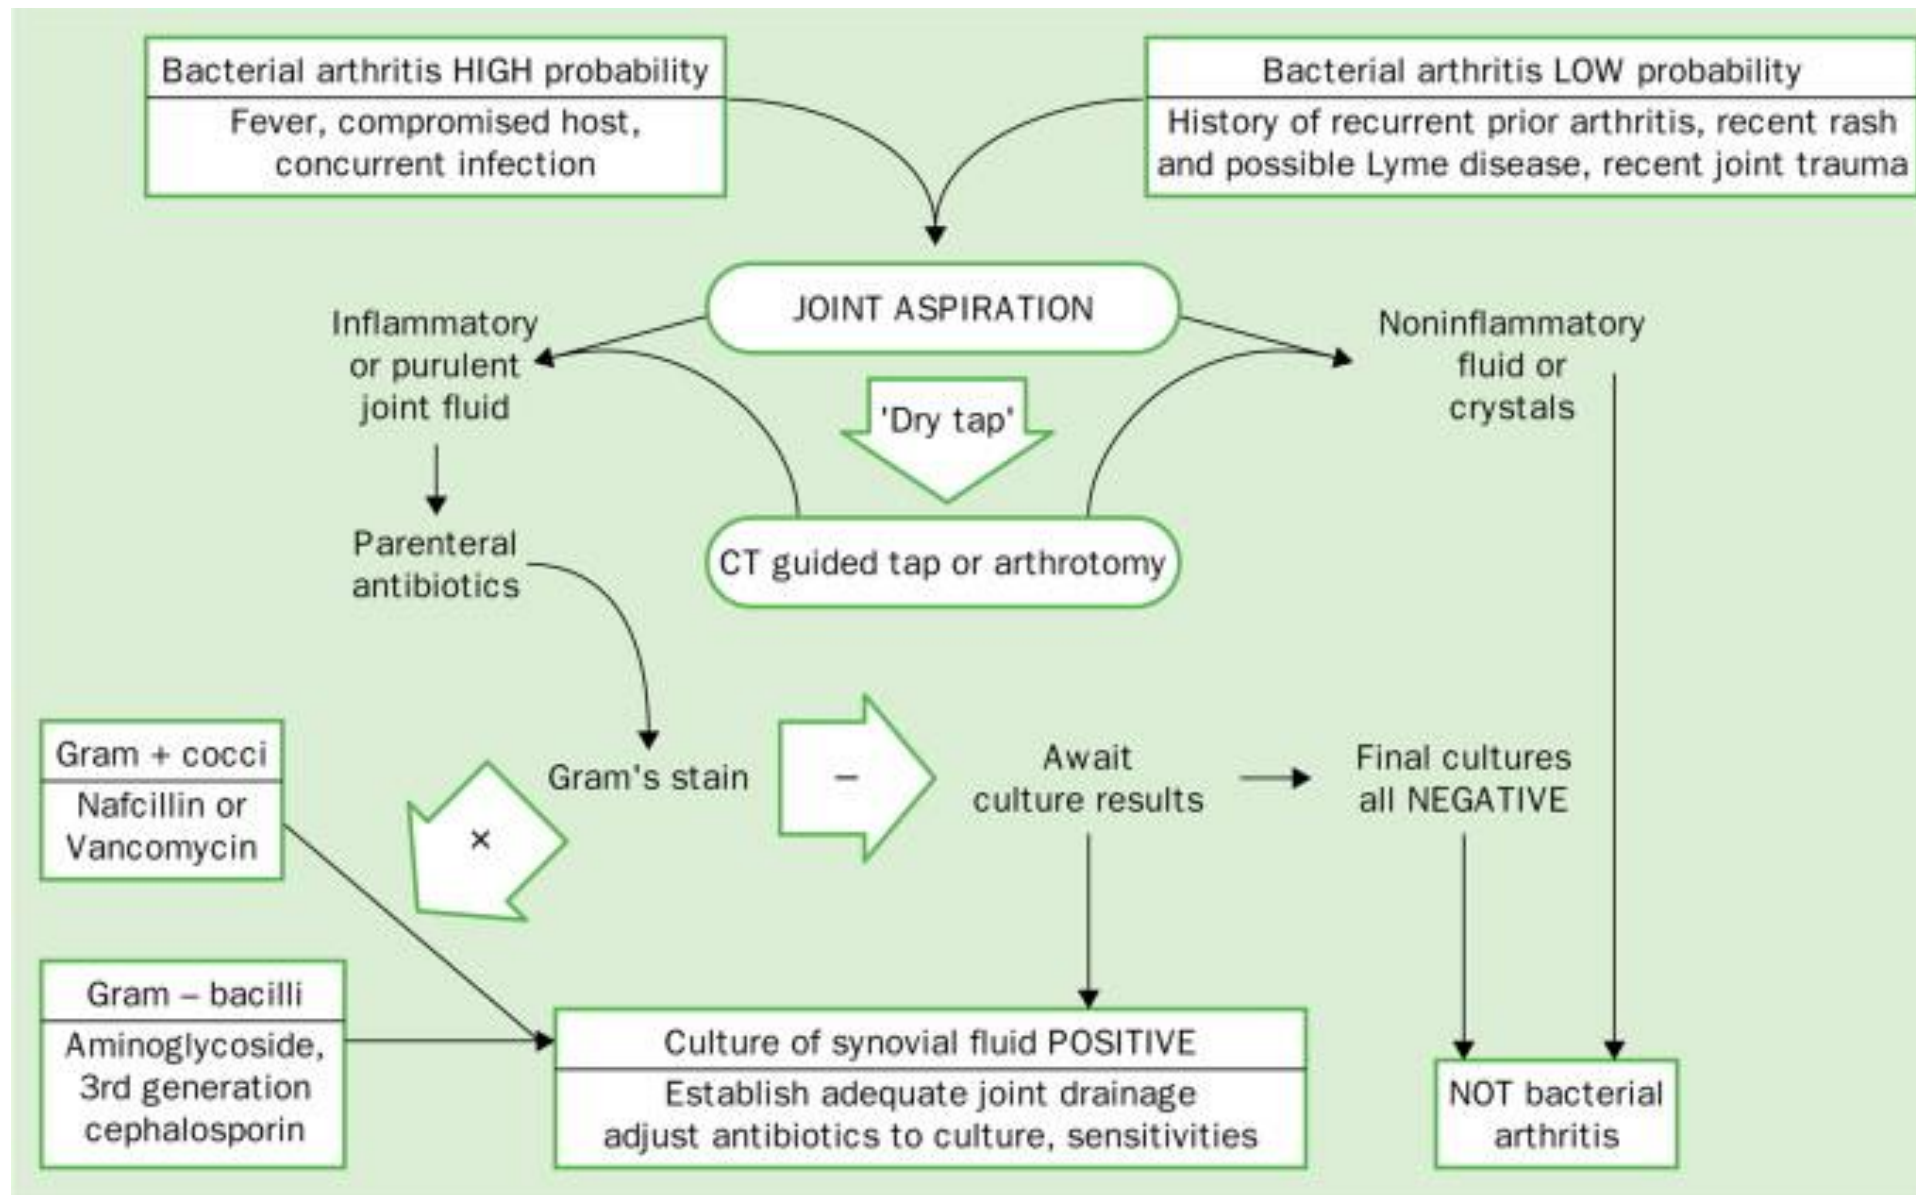 Bacterial arthritis HIGH probability
Fever, compromised host,
concurrent infection
Bacterial arthritis LOW probability
History of recurrent prior arthritis, recent rash
and possible Lyme disease, recent joint trauma
JOINT ASPIRATION
Inflammatory
or purulent
joint fluid
'Dry tap'
Noninflammatory
fluid or
crystals
Parenteral
antibiotics
CT guided tap or arthrotomy
Gram + cocci
Nafcillin or
Vancomycin
×
Gram's stain
–
Await
culture results
Final cultures
all NEGATIVE
Gram – bacilli
Aminoglycoside,
3rd generation
cephalosporin
Culture of synovial fluid POSITIVE
Establish adequate joint drainage
adjust antibiotics to culture, sensitivities
NOT bacterial
arthritis